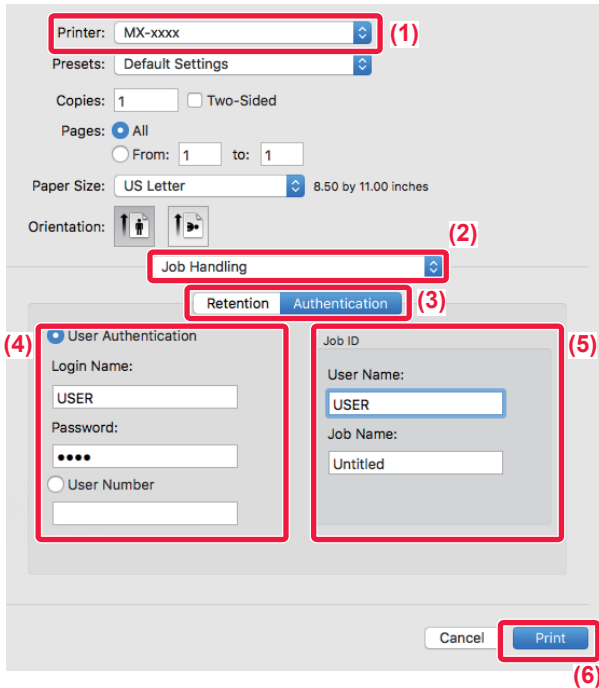 Printer: MX-xxxx (1)
Presets: Default Settings
Copies: 1 Two-Sided
Pages: All
From: 1 to: 1
Paper Size: US Letter 8.50 by 11.00 inches
Orientation:
(2)
Job Handling
Retention Authentication (3)
(4)
User Authentication
Login Name:
USER
Password:
••••
User Number
(5)
Job ID
User Name:
USER
Job Name:
Untitled
Cancel Print
(6)